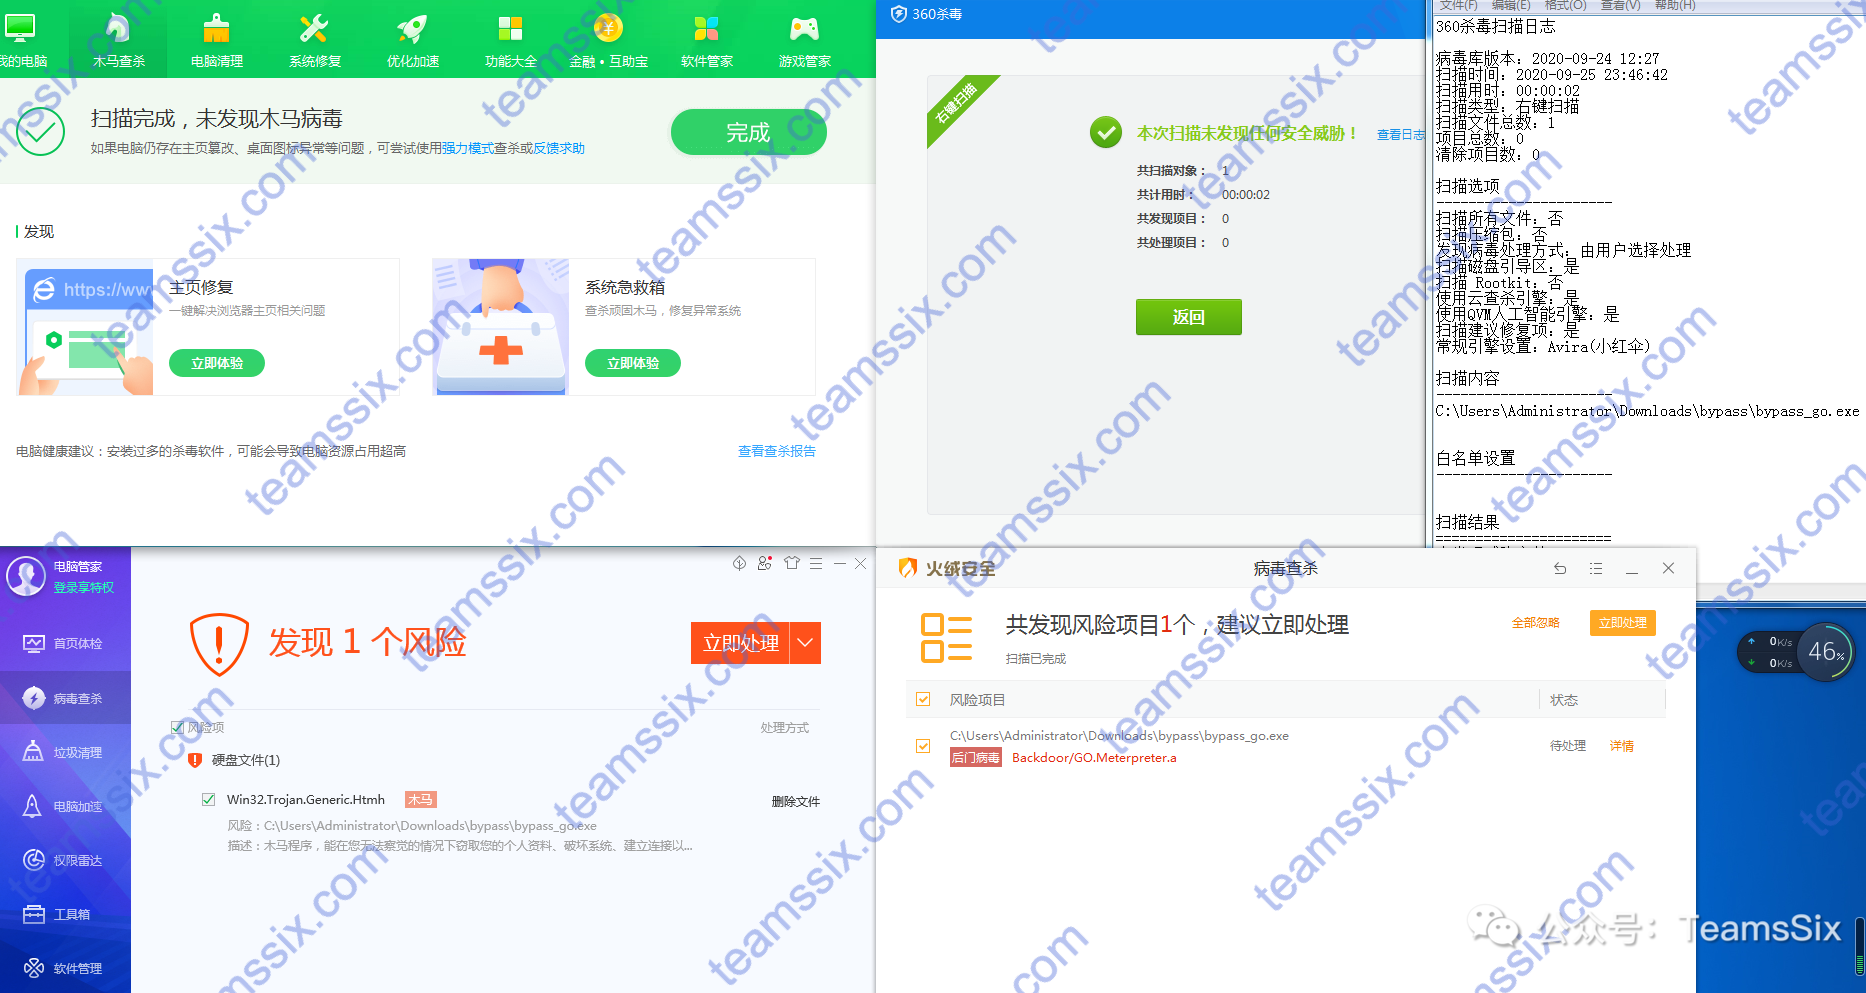 我的电脑
木马查杀
电脑清理
系统修复
优化加速
功能大全
金融•互助宝
软件管家
游戏管家
扫描完成，未发现木马病毒
如果电脑仍存在主页篡改、桌面图标异常等问题，可尝试使用强力模式查杀或反馈求助
完成
发现
https://www
主页修复
一键解决浏览器主页相关问题
立即体验
系统急救箱
查杀顽固木马，修复异常系统
立即体验
电脑健康建议：安装过多的杀毒软件，可能会导致电脑资源占用超高
查看查杀报告
360杀毒
右键扫描
本次扫描未发现任何安全威胁！
查看日志
共扫描对象： 1
共计用时： 00:00:02
共发现项目： 0
共处理项目： 0
返回
文件(F) 编辑(E) 格式(O) 查看(V) 帮助(H)
360杀毒扫描日志
病毒库版本：2020-09-24 12:27
扫描时间：2020-09-25 23:46:42
扫描用时：00:00:02
扫描类型：右键扫描
扫描文件总数：1
项目总数：0
清除项目数：0
扫描选项
----------------------
扫描所有文件：否
扫描压缩包：否
发现病毒处理方式：由用户选择处理
扫描磁盘引导区：是
扫描 Rootkit：否
使用云查杀引擎：是
使用QVM人工智能引擎：是
扫描建议修复项：是
常规引擎设置：Avira(小红伞)
扫描内容
----------------------
C:\Users\Administrator\Downloads\bypass\bypass_go.exe
白名单设置
----------------------
扫描结果
======================
电脑管家
登录享特权
首页体检
病毒查杀
垃圾清理
电脑加速
权限雷达
工具箱
软件管理
发现 1 个风险
立即处理
风险项
处理方式
硬盘文件(1)
Win32.Trojan.Generic.Htmh
木马
删除文件
风险：C:\Users\Administrator\Downloads\bypass\bypass_go.exe
描述：木马程序，能在您无法察觉的情况下窃取您的个人资料、破坏系统、建立连接以...
火绒安全
病毒查杀
共发现风险项目1个，建议立即处理
扫描已完成
全部忽略
立即处理
风险项目
状态
C:\Users\Administrator\Downloads\bypass\bypass_go.exe
后门病毒
Backdoor/GO.Meterpreter.a
待处理
详情
0K/s
0K/s
46%
公众号：TeamsSix
teamssix.com